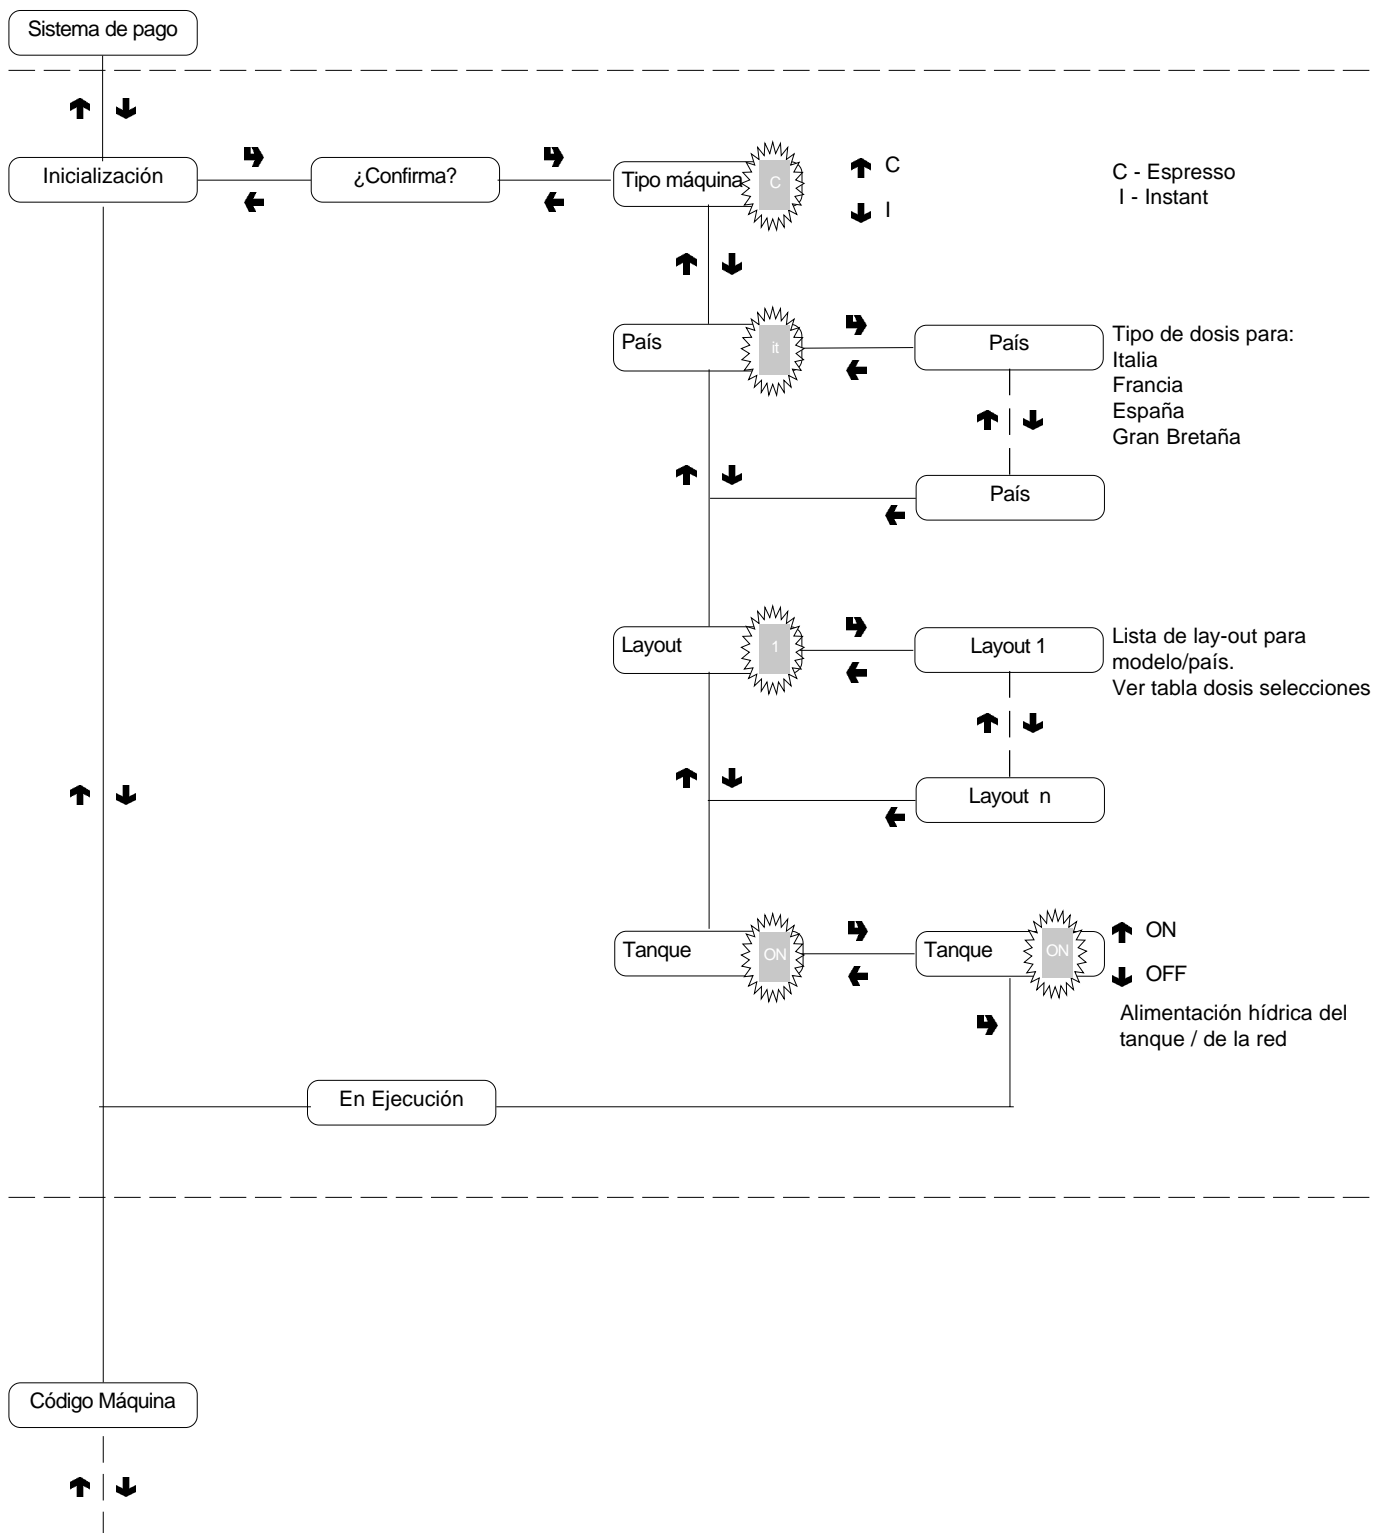 Sistema de pago
Inicialización
¿Confirma?
Tipo máquina C
C
I
C - Espresso
I - Instant
País it
País
Tipo de dosis para:
Italia
Francia
España
Gran Bretaña
País
Layout 1
Layout 1
Lista de lay-out para
modelo/país.
Ver tabla dosis selecciones
Layout n
Tanque ON
Tanque ON
ON
OFF
Alimentación hídrica del
tanque / de la red
En Ejecución
Código Máquina